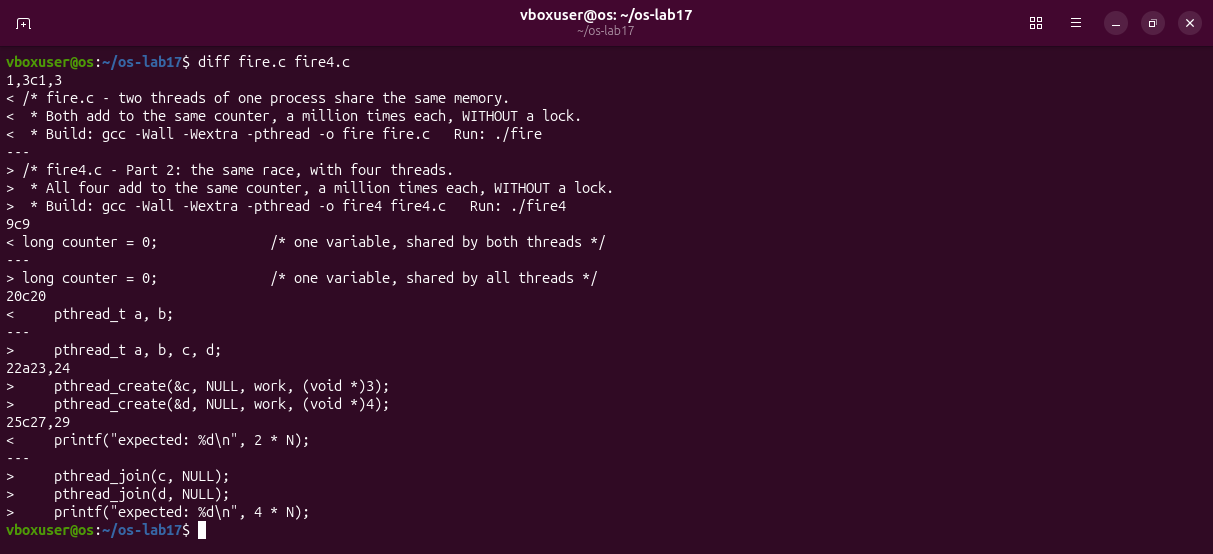 vboxuser@os: ~/os-lab17
~/os-lab17
vboxuser@os:~/os-lab17$ diff fire.c fire4.c
1,3c1,3
< /* fire.c - two threads of one process share the same memory.
<  * Both add to the same counter, a million times each, WITHOUT a lock.
<  * Build: gcc -Wall -Wextra -pthread -o fire fire.c   Run: ./fire
---
> /* fire4.c - Part 2: the same race, with four threads.
>  * All four add to the same counter, a million times each, WITHOUT a lock.
>  * Build: gcc -Wall -Wextra -pthread -o fire4 fire4.c   Run: ./fire4
9c9
< long counter = 0;              /* one variable, shared by both threads */
---
> long counter = 0;              /* one variable, shared by all threads */
20c20
<     pthread_t a, b;
---
>     pthread_t a, b, c, d;
22a23,24
>     pthread_create(&c, NULL, work, (void *)3);
>     pthread_create(&d, NULL, work, (void *)4);
25c27,29
<     printf("expected: %d\n", 2 * N);
---
>     pthread_join(c, NULL);
>     pthread_join(d, NULL);
>     printf("expected: %d\n", 4 * N);
vboxuser@os:~/os-lab17$